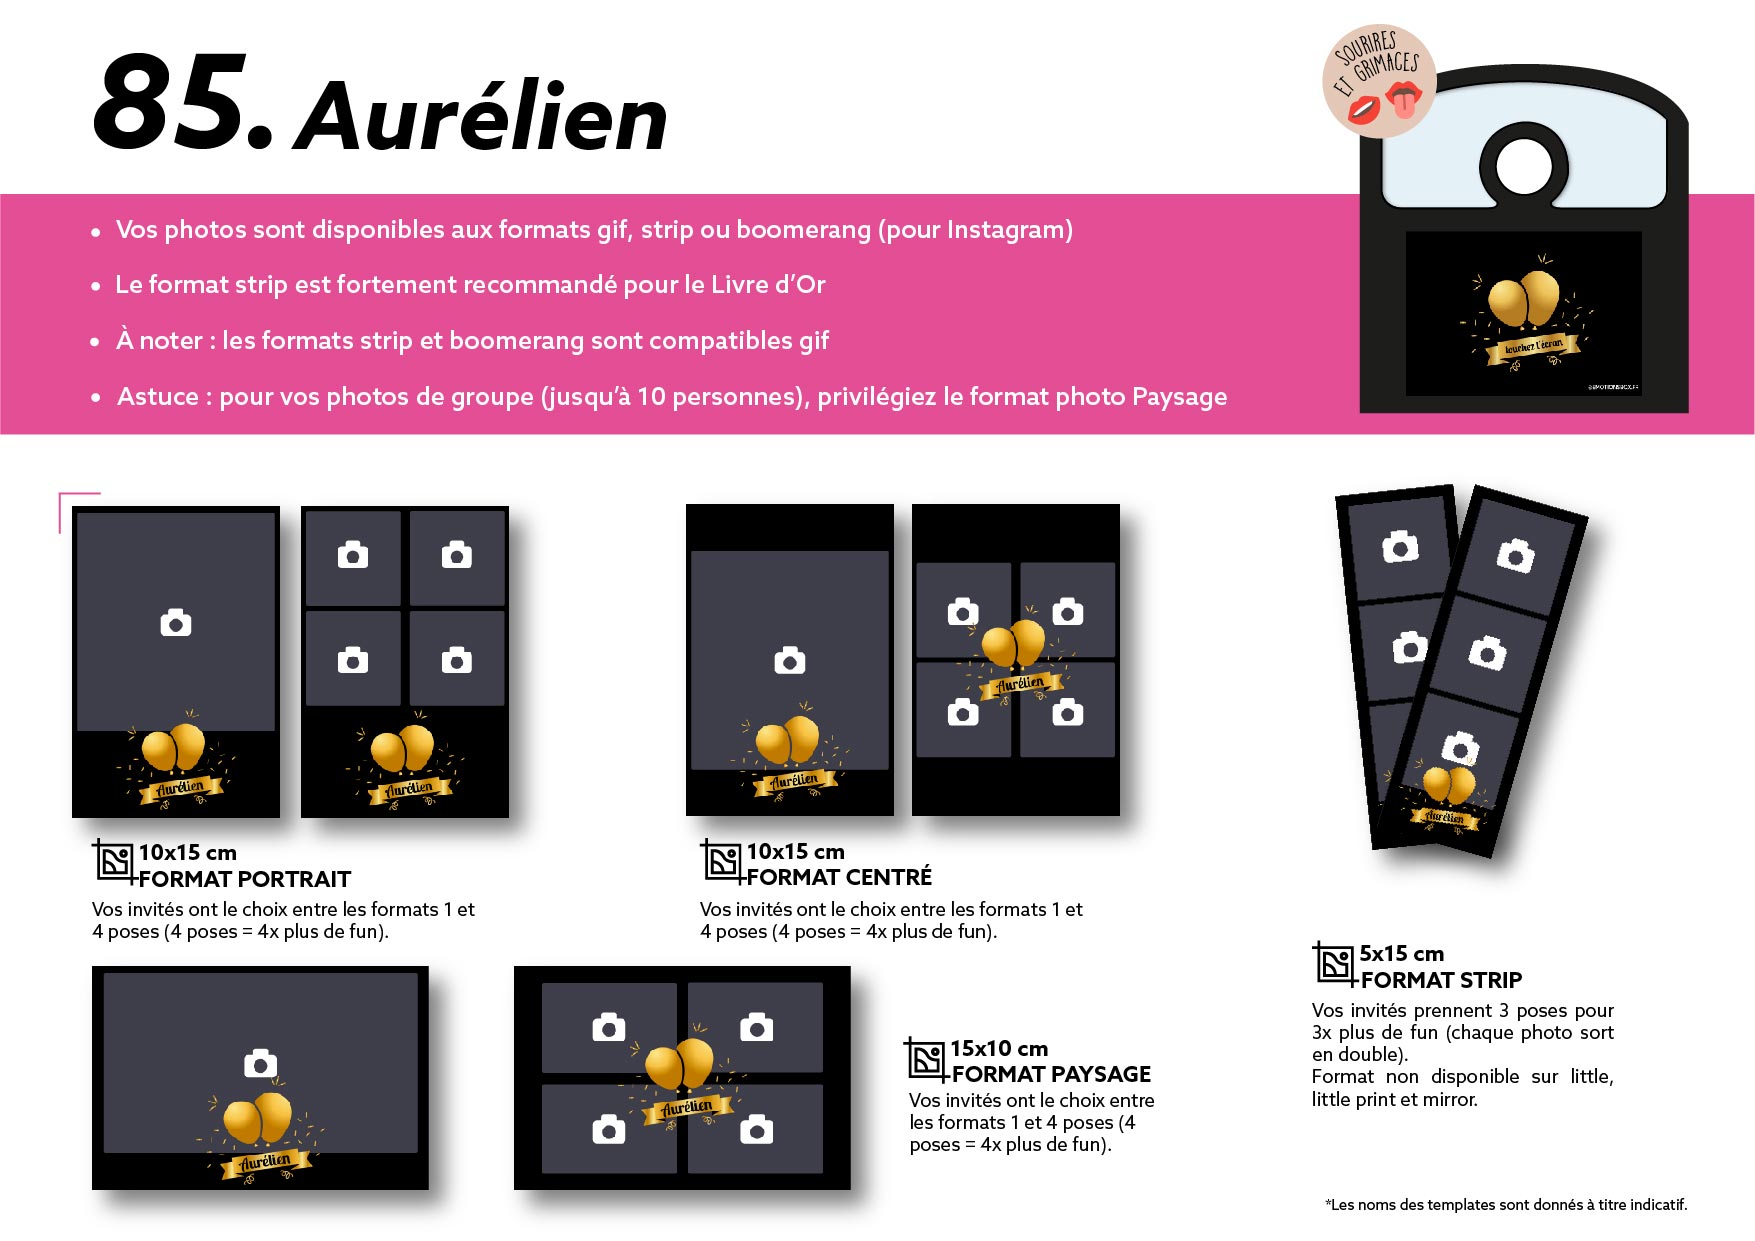 85. Aurélien
SOURIRES
ET GRIMACES
• Vos photos sont disponibles aux formats gif, strip ou boomerang (pour Instagram)
• Le format strip est fortement recommandé pour le Livre d’Or
• À noter : les formats strip et boomerang sont compatibles gif
• Astuce : pour vos photos de groupe (jusqu’à 10 personnes), privilégiez le format photo Paysage
touchez l'écran
@EMOTIONSBOX.FR
Aurélien
Aurélien
Aurélien
Aurélien
Aurélien
10x15 cm
FORMAT PORTRAIT
Vos invités ont le choix entre les formats 1 et
4 poses (4 poses = 4x plus de fun).
10x15 cm
FORMAT CENTRÉ
Vos invités ont le choix entre les formats 1 et
4 poses (4 poses = 4x plus de fun).
Aurélien
Aurélien
15x10 cm
FORMAT PAYSAGE
Vos invités ont le choix entre
les formats 1 et 4 poses (4
poses = 4x plus de fun).
5x15 cm
FORMAT STRIP
Vos invités prennent 3 poses pour
3x plus de fun (chaque photo sort
en double).
Format non disponible sur little,
little print et mirror.
*Les noms des templates sont donnés à titre indicatif.